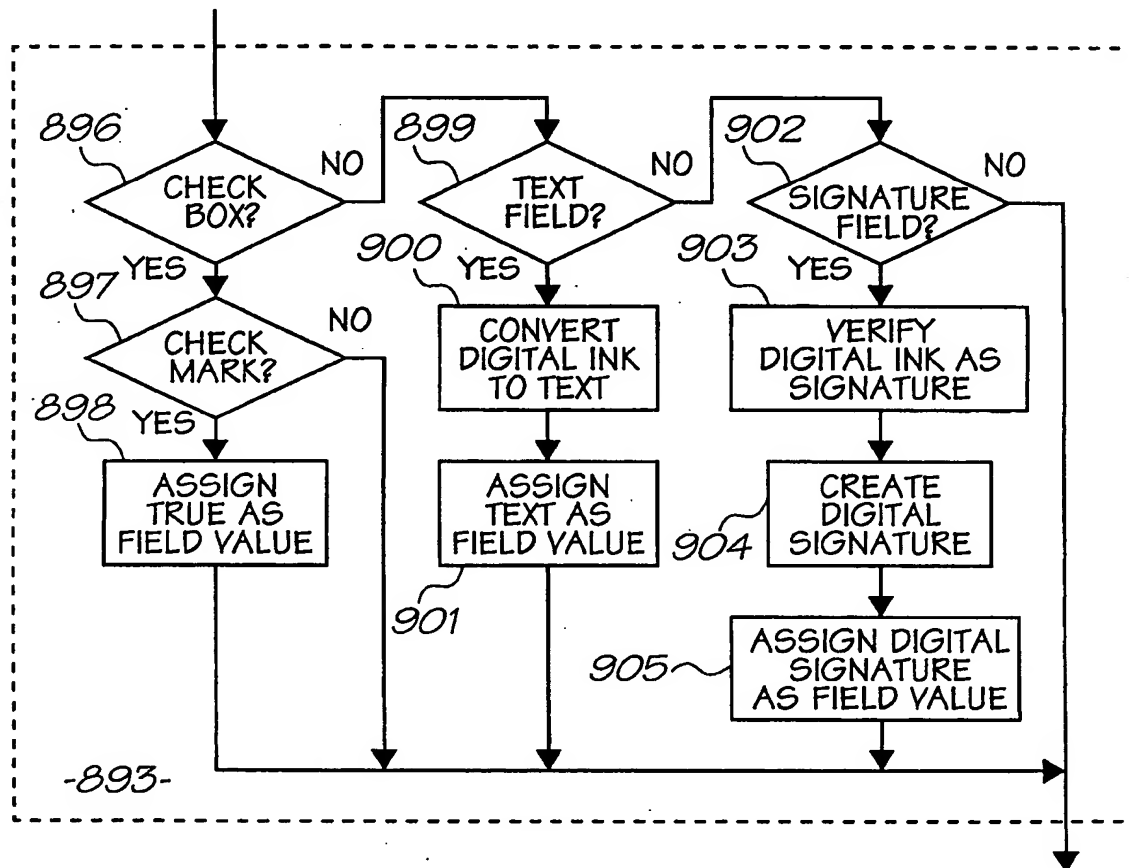 896
CHECK
BOX?
NO
YES
897
CHECK
MARK?
NO
YES
898
ASSIGN
TRUE AS
FIELD VALUE
899
TEXT
FIELD?
NO
YES
900
CONVERT
DIGITAL INK
TO TEXT
ASSIGN
TEXT AS
FIELD VALUE
901
902
SIGNATURE
FIELD?
NO
YES
903
VERIFY
DIGITAL INK AS
SIGNATURE
CREATE
DIGITAL
SIGNATURE
904
ASSIGN DIGITAL
SIGNATURE
AS FIELD VALUE
905
-893-